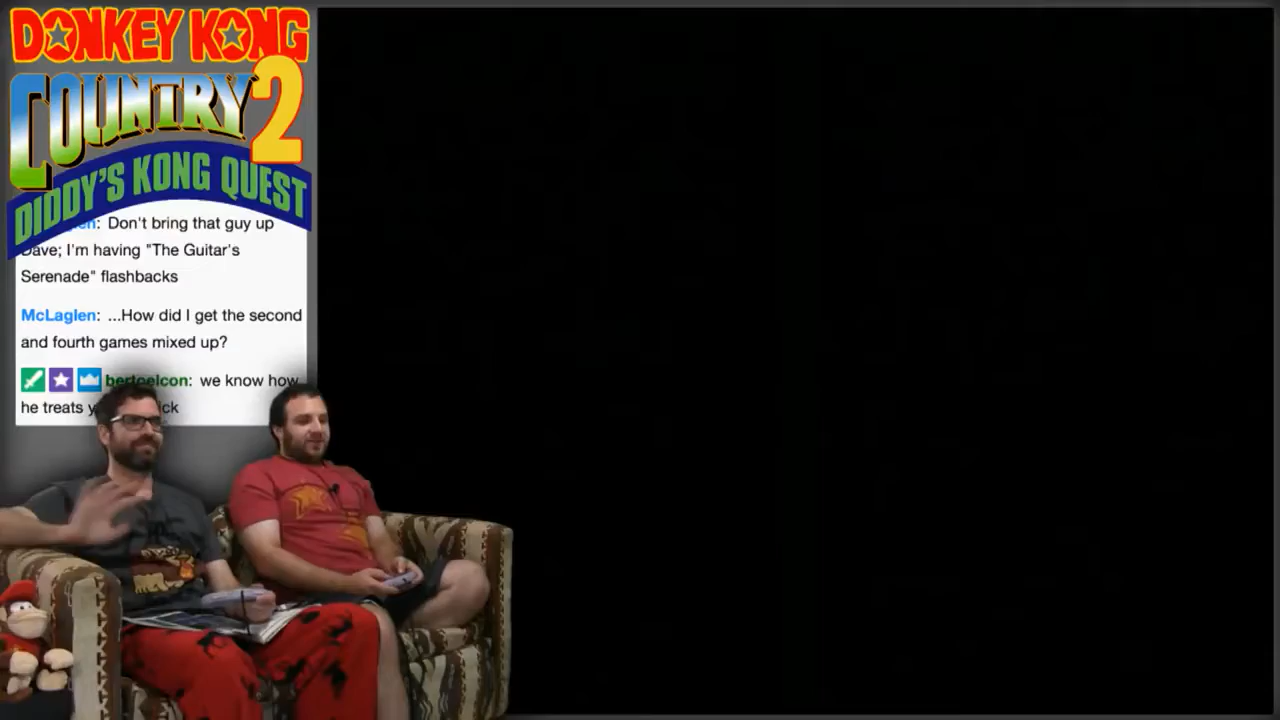 DONKEY KONG
COUNTRY 2
DIDDY'S KONG QUEST
Don't bring that guy up
Dave; I'm having "The Guitar's
Serenade" flashbacks
McLaglen: ...How did I get the second
and fourth games mixed up?
bertoelcon: we know how
he treats